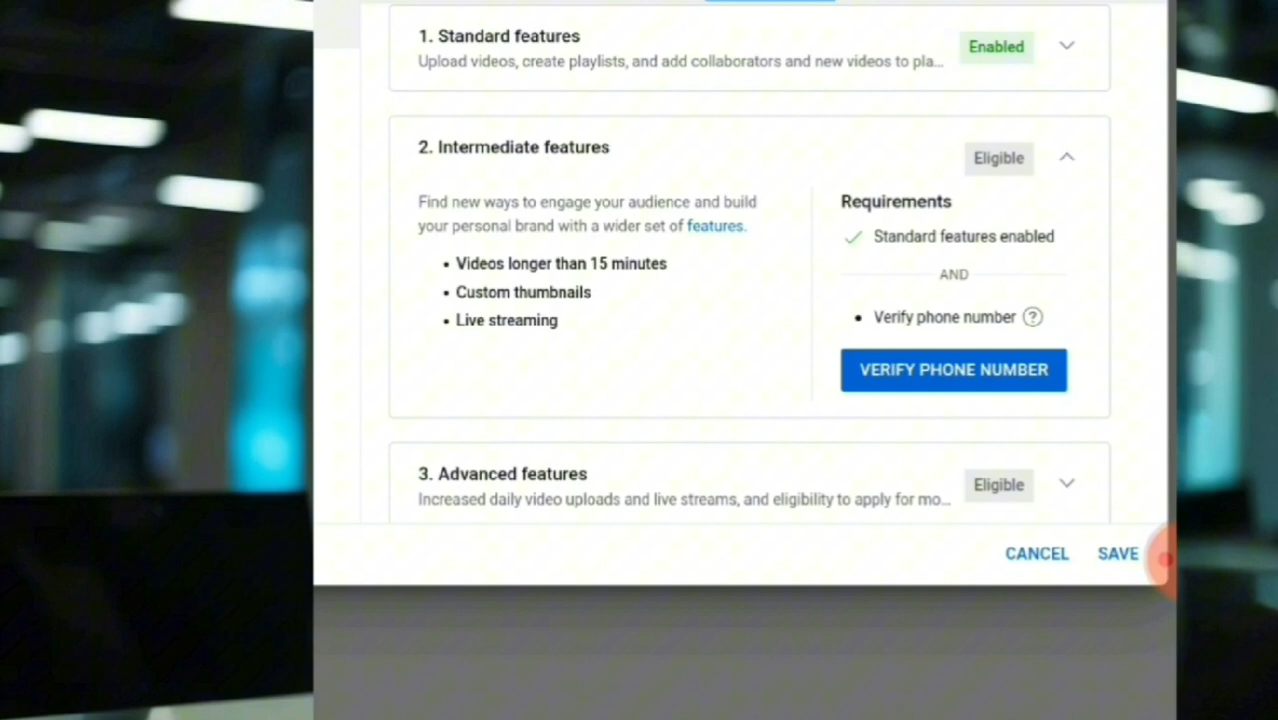 1. Standard features
Enabled
Upload videos, create playlists, and add collaborators and new videos to pla...
2. Intermediate features
Eligible
Find new ways to engage your audience and build
your personal brand with a wider set of features.
• Videos longer than 15 minutes
• Custom thumbnails
• Live streaming
Requirements
Standard features enabled
AND
• Verify phone number ?
VERIFY PHONE NUMBER
3. Advanced features
Eligible
Increased daily video uploads and live streams, and eligibility to apply for mo...
CANCEL SAVE